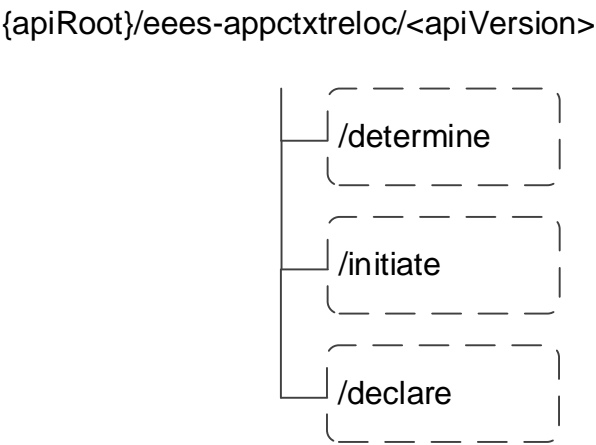 {apiRoot}/eees-appctxtreloc/<apiVersion>
/determine
/initiate
/declare